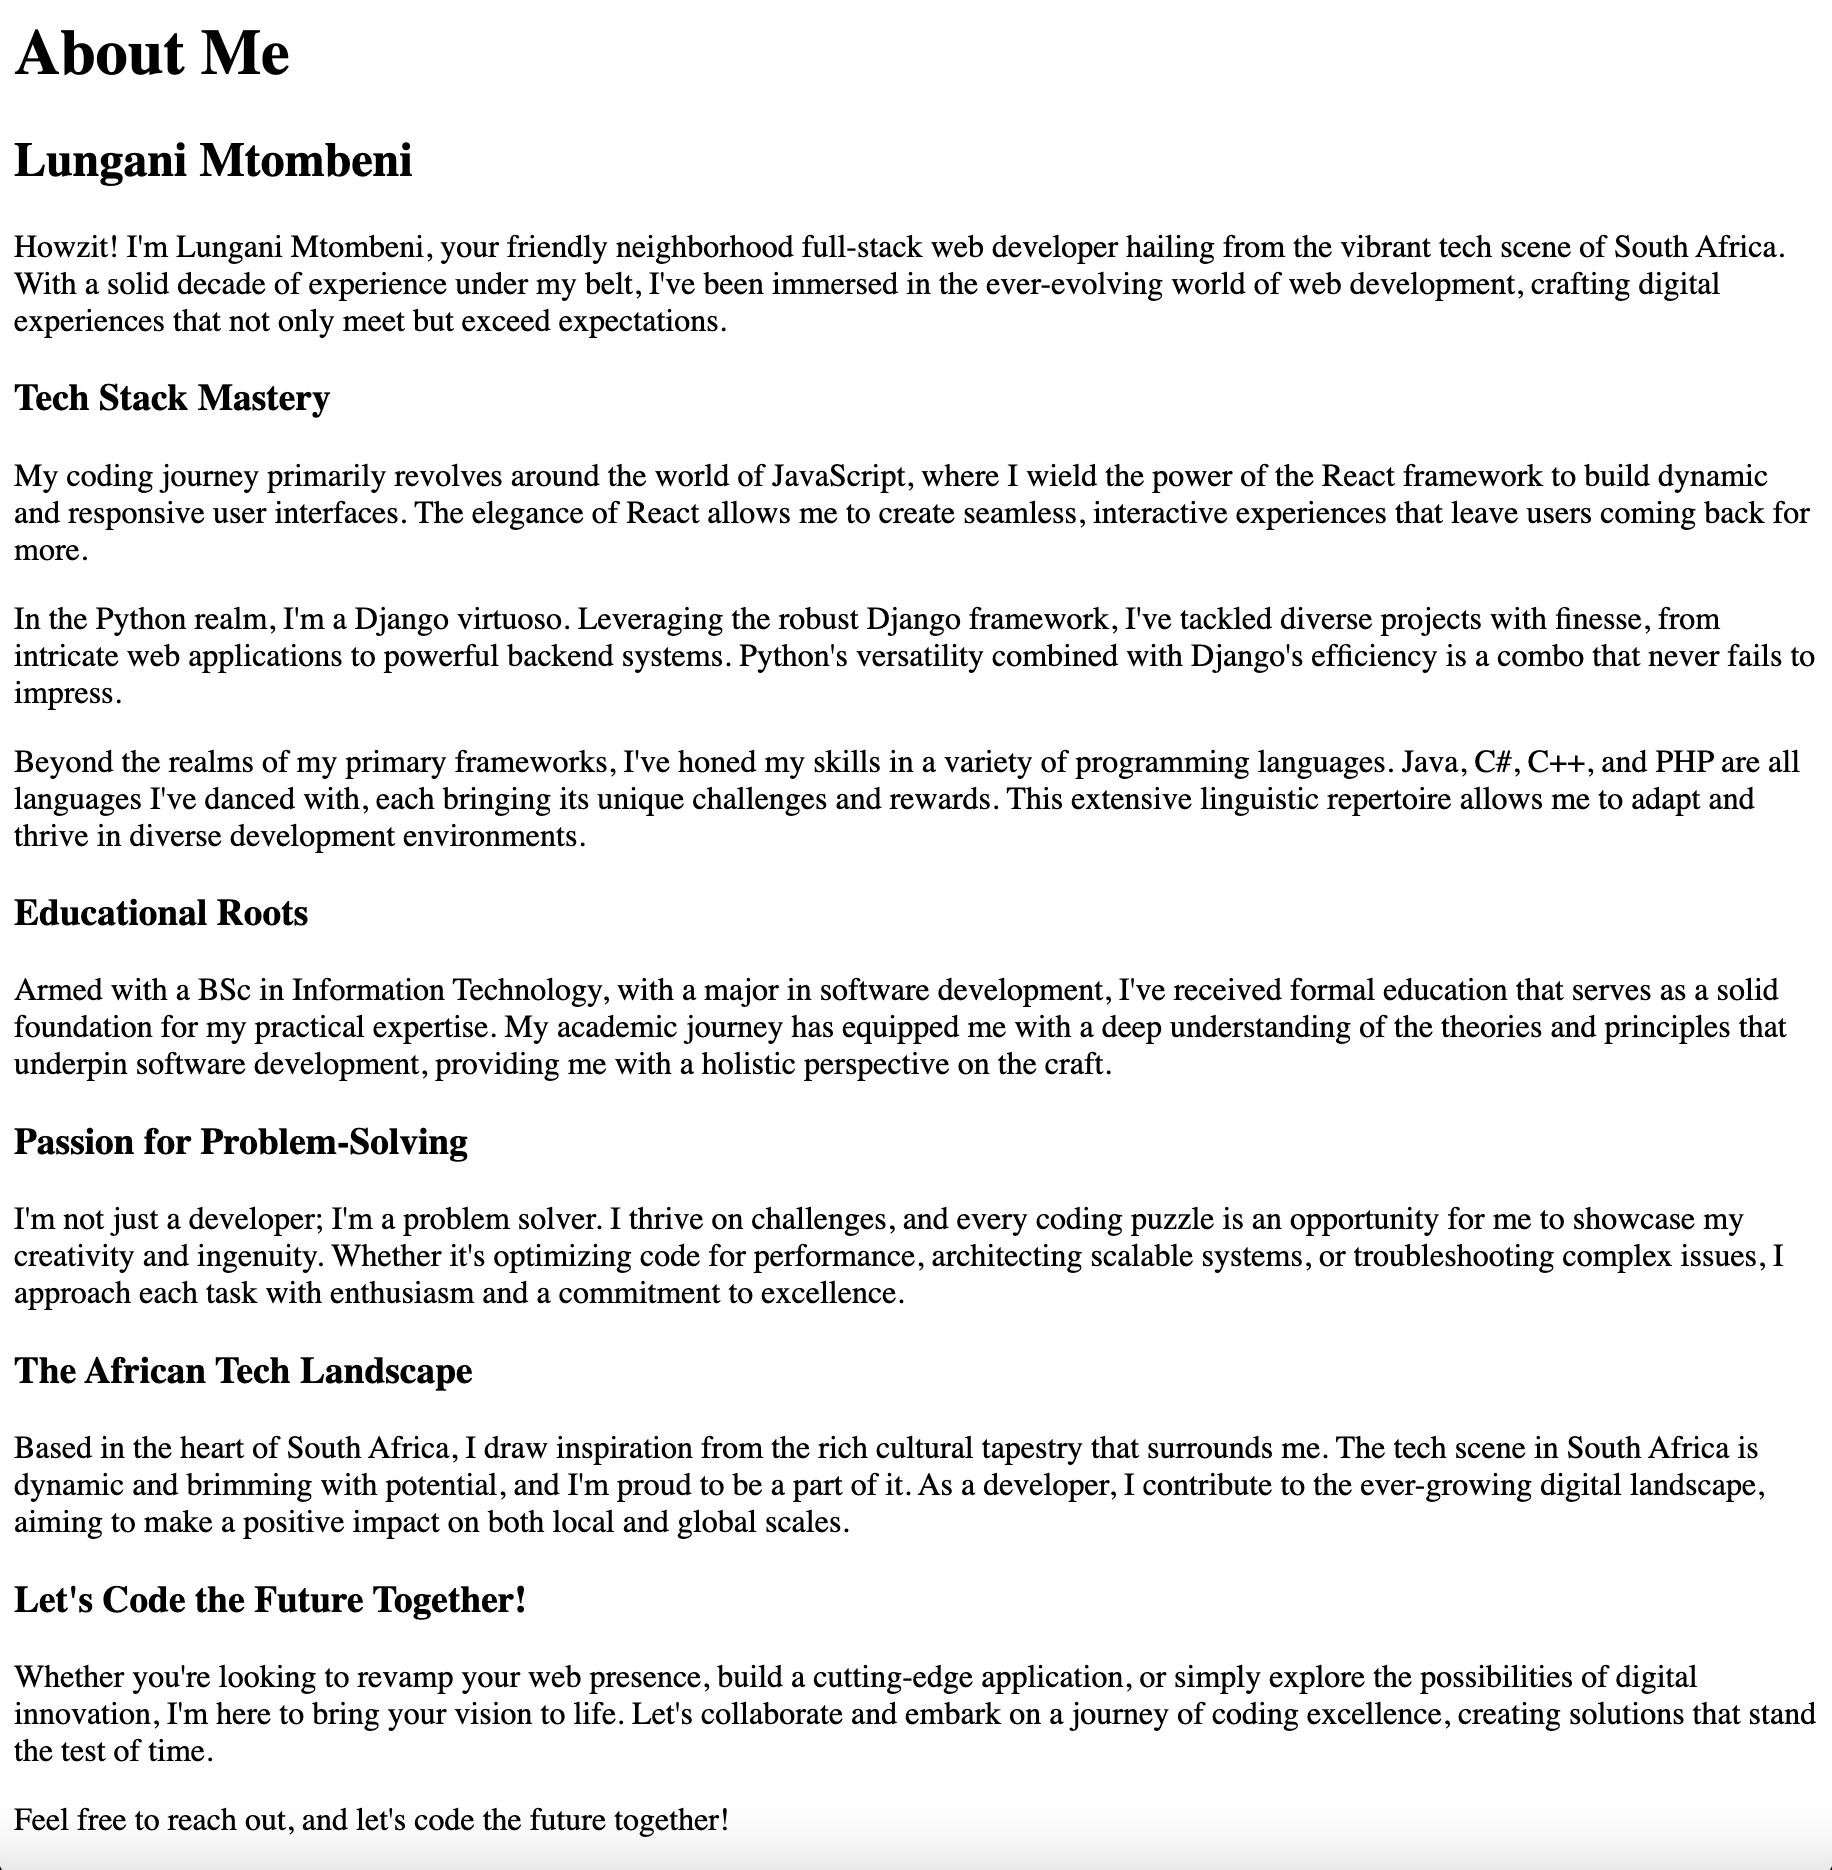 About Me
Lungani Mtombeni
Howzit! I'm Lungani Mtombeni, your friendly neighborhood full-stack web developer hailing from the vibrant tech scene of South Africa.
With a solid decade of experience under my belt, I've been immersed in the ever-evolving world of web development, crafting digital
experiences that not only meet but exceed expectations.
Tech Stack Mastery
My coding journey primarily revolves around the world of JavaScript, where I wield the power of the React framework to build dynamic
and responsive user interfaces. The elegance of React allows me to create seamless, interactive experiences that leave users coming back for
more.
In the Python realm, I'm a Django virtuoso. Leveraging the robust Django framework, I've tackled diverse projects with finesse, from
intricate web applications to powerful backend systems. Python's versatility combined with Django's efficiency is a combo that never fails to
impress.
Beyond the realms of my primary frameworks, I've honed my skills in a variety of programming languages. Java, C#, C++, and PHP are all
languages I've danced with, each bringing its unique challenges and rewards. This extensive linguistic repertoire allows me to adapt and
thrive in diverse development environments.
Educational Roots
Armed with a BSc in Information Technology, with a major in software development, I've received formal education that serves as a solid
foundation for my practical expertise. My academic journey has equipped me with a deep understanding of the theories and principles that
underpin software development, providing me with a holistic perspective on the craft.
Passion for Problem-Solving
I'm not just a developer; I'm a problem solver. I thrive on challenges, and every coding puzzle is an opportunity for me to showcase my
creativity and ingenuity. Whether it's optimizing code for performance, architecting scalable systems, or troubleshooting complex issues, I
approach each task with enthusiasm and a commitment to excellence.
The African Tech Landscape
Based in the heart of South Africa, I draw inspiration from the rich cultural tapestry that surrounds me. The tech scene in South Africa is
dynamic and brimming with potential, and I'm proud to be a part of it. As a developer, I contribute to the ever-growing digital landscape,
aiming to make a positive impact on both local and global scales.
Let's Code the Future Together!
Whether you're looking to revamp your web presence, build a cutting-edge application, or simply explore the possibilities of digital
innovation, I'm here to bring your vision to life. Let's collaborate and embark on a journey of coding excellence, creating solutions that stand
the test of time.
Feel free to reach out, and let's code the future together!